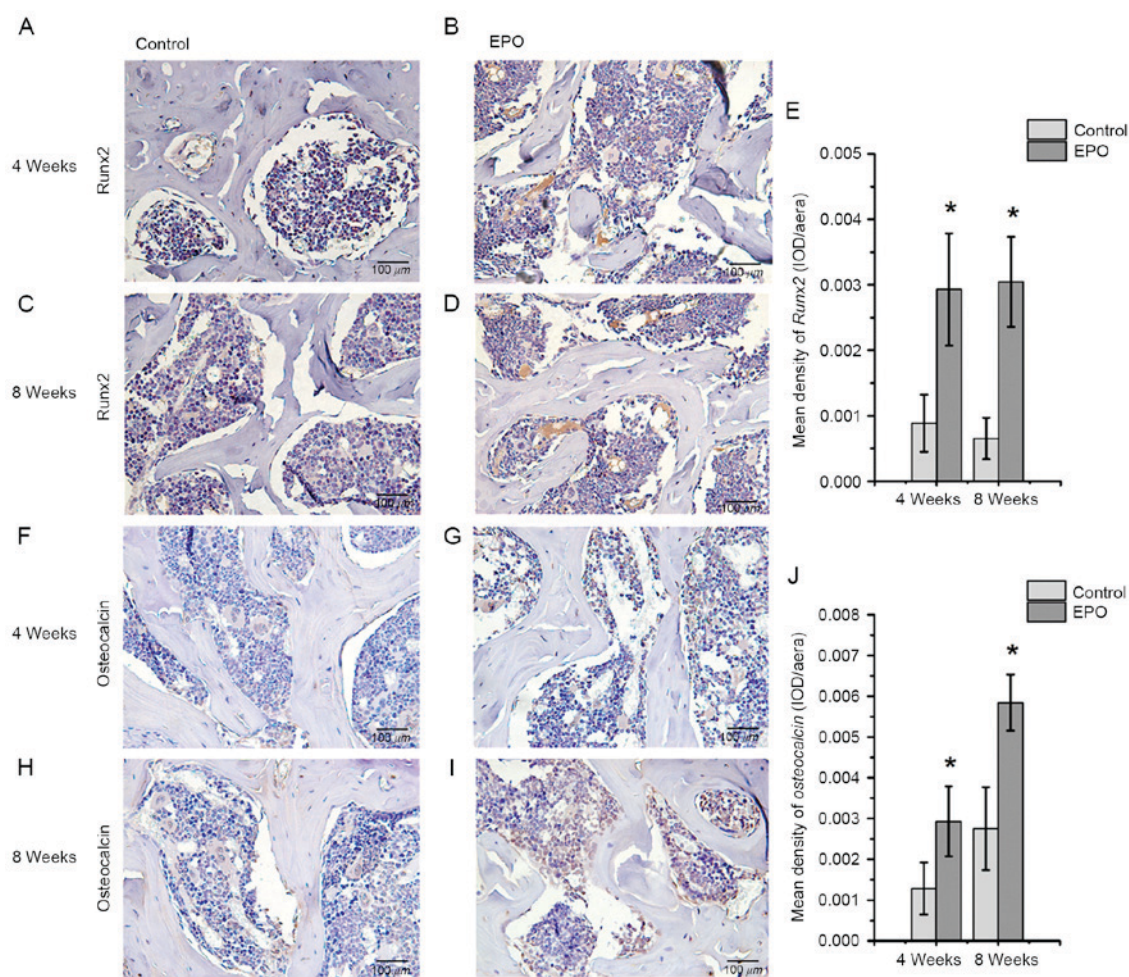 A
Control
B
EPO
4 Weeks
Runx2
100 μm
100 μm
C
D
8 Weeks
Runx2
100 μm
100 μm
E
Control
EPO
Mean density of Runx2 (IOD/aera)
0.005
0.004
0.003
0.002
0.001
0.000
*
*
4 Weeks
8 Weeks
F
G
4 Weeks
Osteocalcin
100 μm
100 μm
H
I
8 Weeks
Osteocalcin
100 μm
100 μm
J
Control
EPO
Mean density of osteocalcin (IOD/aera)
0.008
0.007
0.006
0.005
0.004
0.003
0.002
0.001
0.000
*
*
4 Weeks
8 Weeks